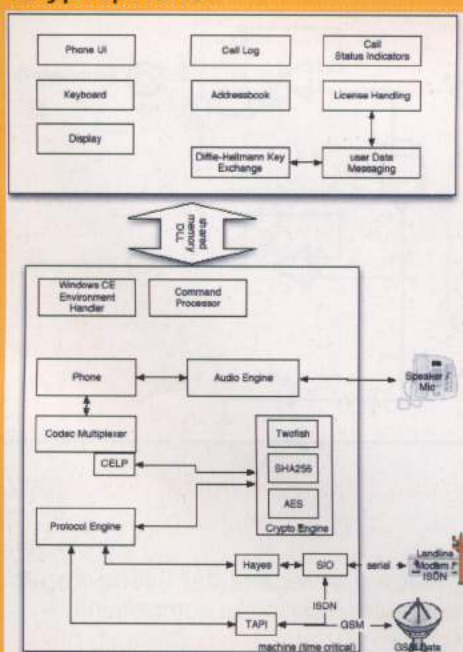 Phone UI
Call Log
Call
Status Indicators
Keyboard
Addressbook
License Handling
Display
Diffie-Hellmann Key
Exchange
user Data
Messaging
shared
memory
DLL
Windows CE
Environment
Handler
Command
Processor
Phone
Audio Engine
Speaker /
Mic
Codec Multiplexer
CELP
Twofish
SHA256
AES
Crypto Engine
Protocol Engine
Hayes
SIO
serial
Landline
Modem /
ISDN
ISDN
TAPI
GSM
GSM Data
machine (time critical)